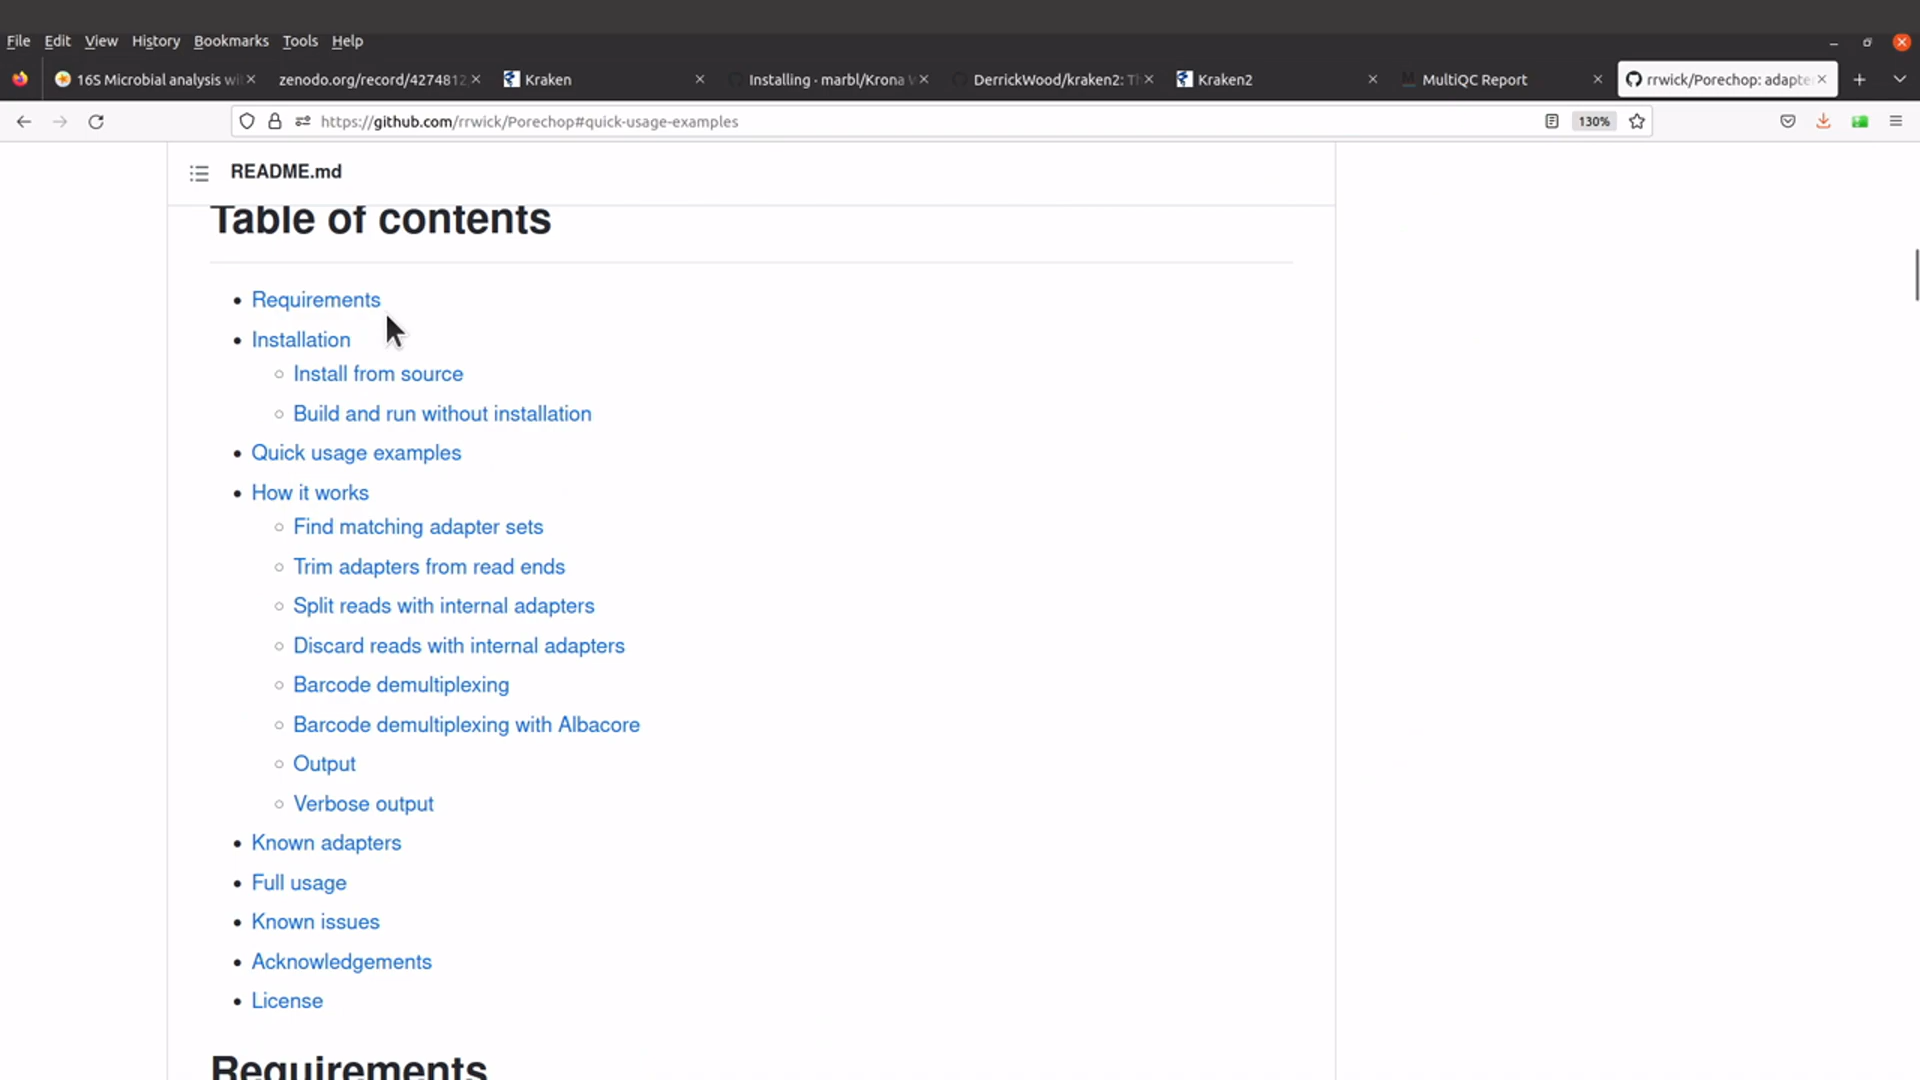 File Edit View History Bookmarks Tools Help
16S Microbial analysis wi
zenodo.org/record/4274812
Kraken
Installing · marbl/Krona W
DerrickWood/kraken2: Th
Kraken2
MultiQC Report
rrwick/Porechop: adapte
https://github.com/rrwick/Porechop#quick-usage-examples
130%
README.md
Table of contents
Requirements
Installation
Install from source
Build and run without installation
Quick usage examples
How it works
Find matching adapter sets
Trim adapters from read ends
Split reads with internal adapters
Discard reads with internal adapters
Barcode demultiplexing
Barcode demultiplexing with Albacore
Output
Verbose output
Known adapters
Full usage
Known issues
Acknowledgements
License
Requirements